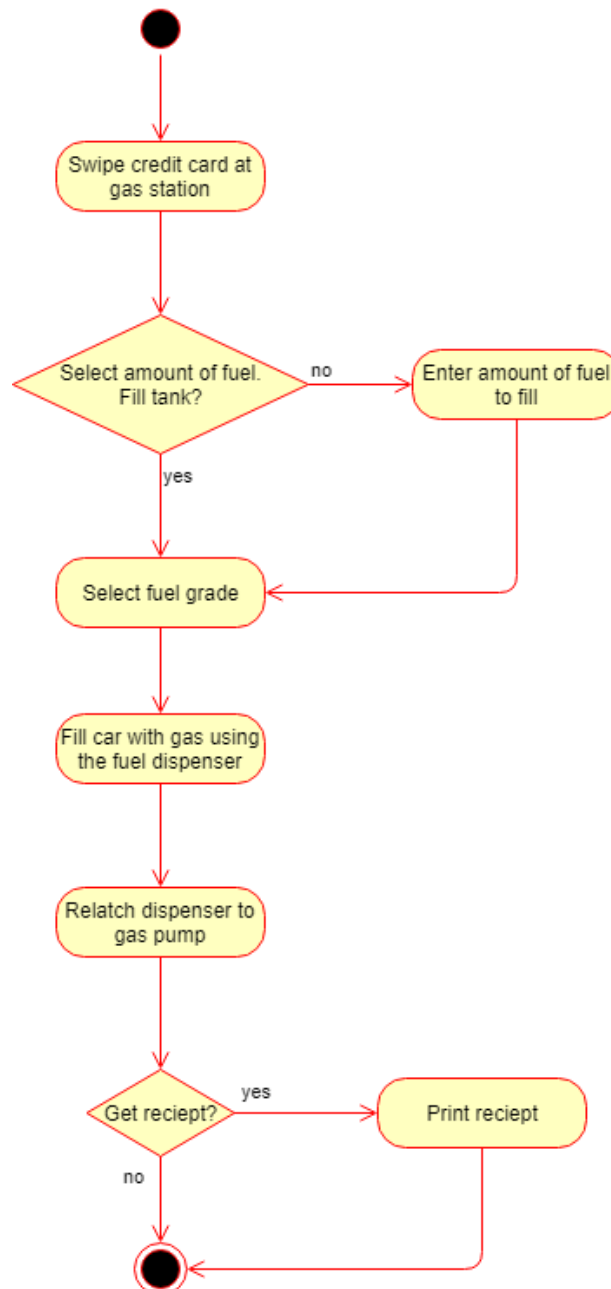 Swipe credit card at
gas station
Select amount of fuel.
Fill tank?
no
Enter amount of fuel
to fill
yes
Select fuel grade
Fill car with gas using
the fuel dispenser
Relatch dispenser to
gas pump
Get reciept?
yes
Print reciept
no